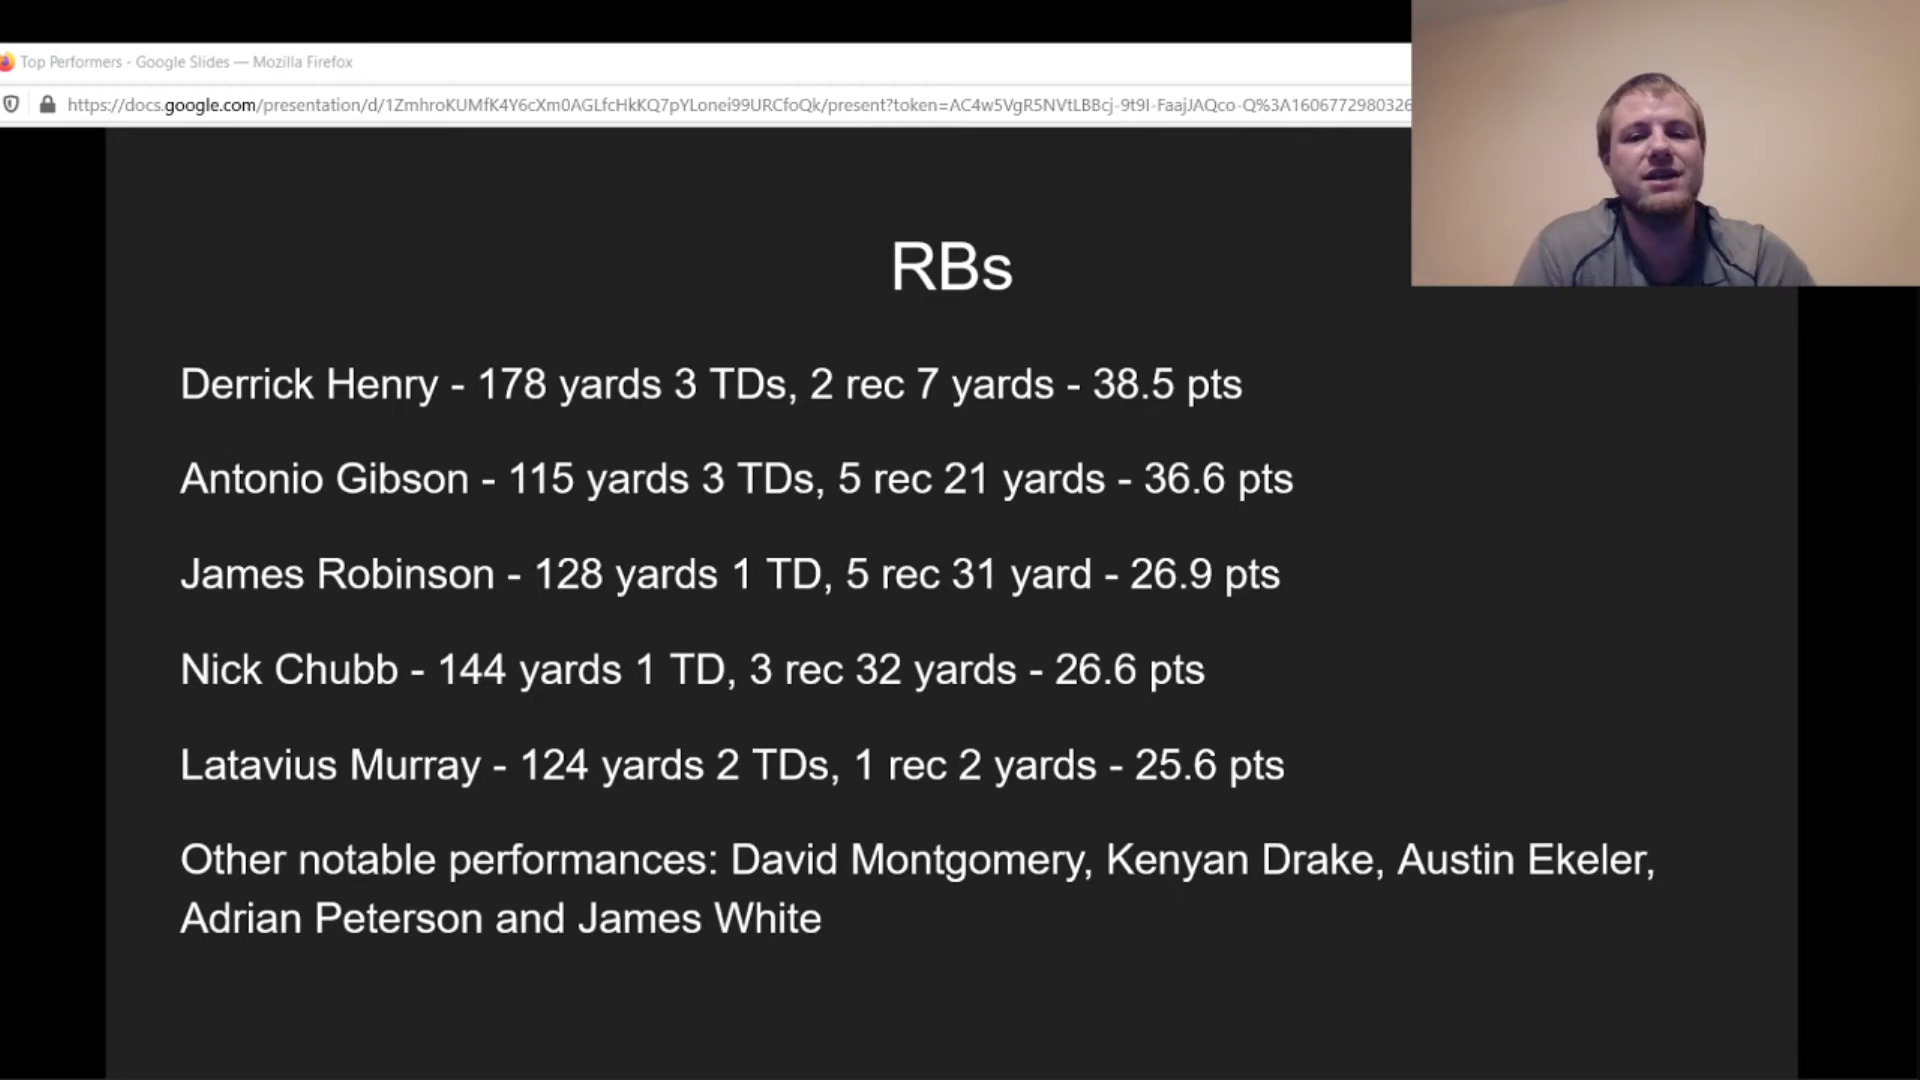 Top Performers - Google Slides — Mozilla Firefox
https://docs.google.com/presentation/d/1ZmhroKUMfK4Y6cXm0AGLfcHkKQ7pYLonei99URCfoQk/present?token=AC4w5VgR5NVtLBBcj-9t9I-FaajJAQco-Q%3A1606772980326
RBs
Derrick Henry - 178 yards 3 TDs, 2 rec 7 yards - 38.5 pts
Antonio Gibson - 115 yards 3 TDs, 5 rec 21 yards - 36.6 pts
James Robinson - 128 yards 1 TD, 5 rec 31 yard - 26.9 pts
Nick Chubb - 144 yards 1 TD, 3 rec 32 yards - 26.6 pts
Latavius Murray - 124 yards 2 TDs, 1 rec 2 yards - 25.6 pts
Other notable performances: David Montgomery, Kenyan Drake, Austin Ekeler,
Adrian Peterson and James White